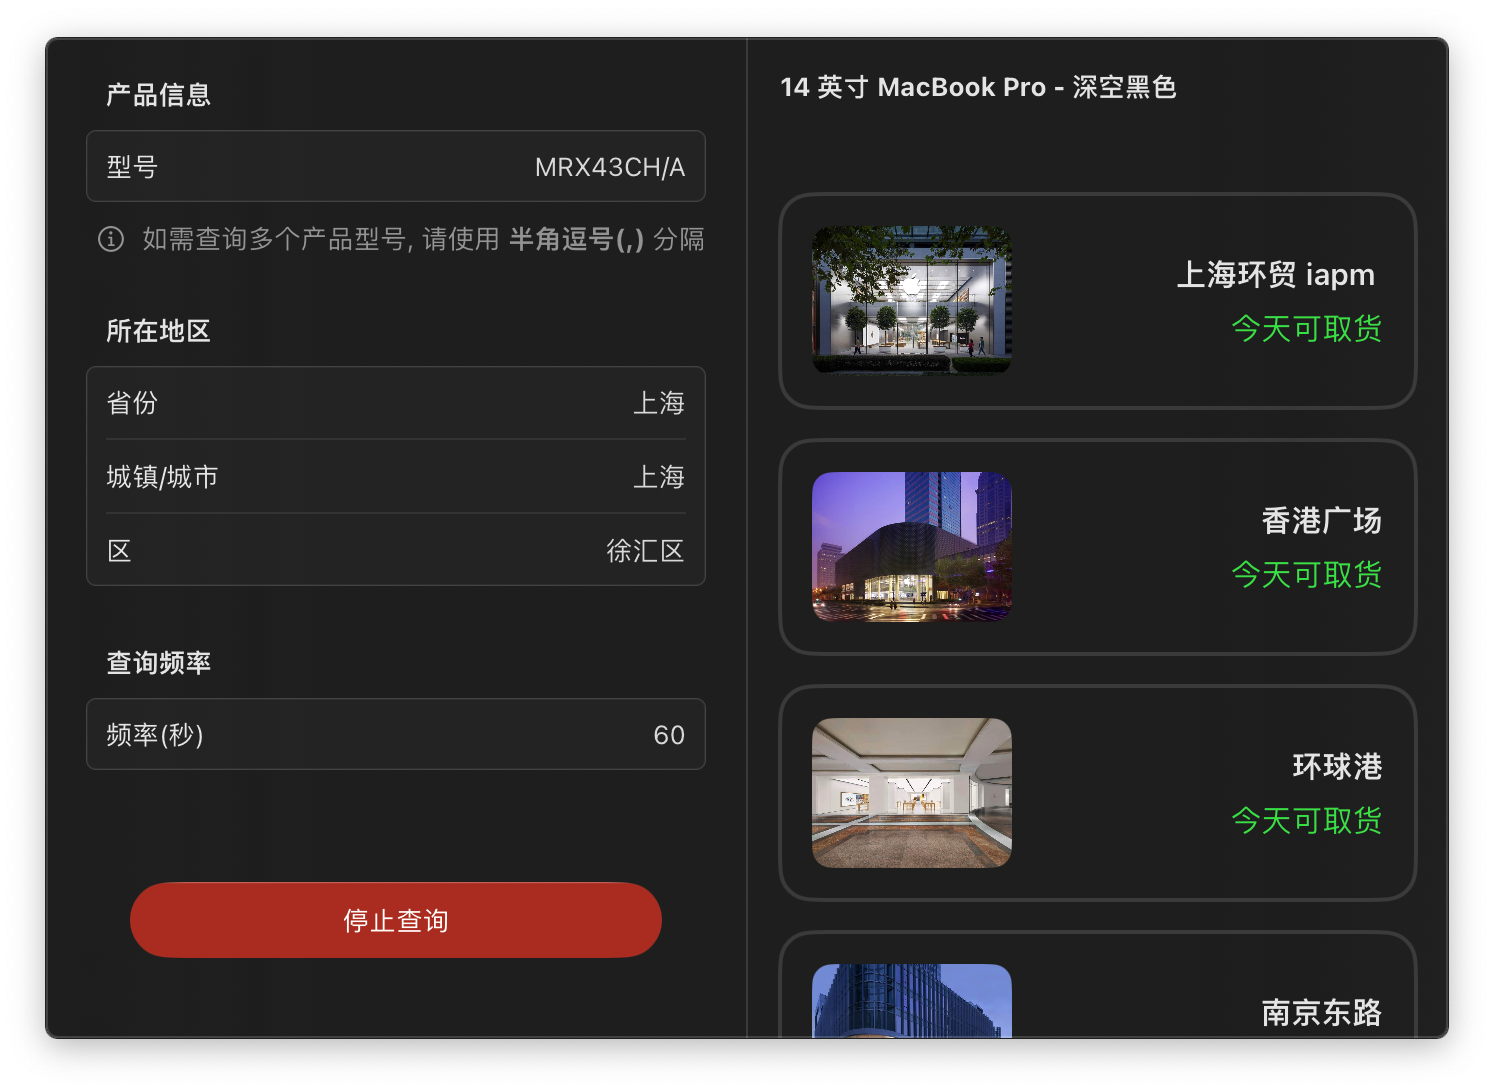 产品信息
型号 MRX43CH/A
如需查询多个产品型号, 请使用 半角逗号(,) 分隔
所在地区
省份 上海
城镇/城市 上海
区 徐汇区
查询频率
频率(秒) 60
停止查询
14 英寸 MacBook Pro - 深空黑色
上海环贸 iapm
今天可取货
香港广场
今天可取货
环球港
今天可取货
南京东路